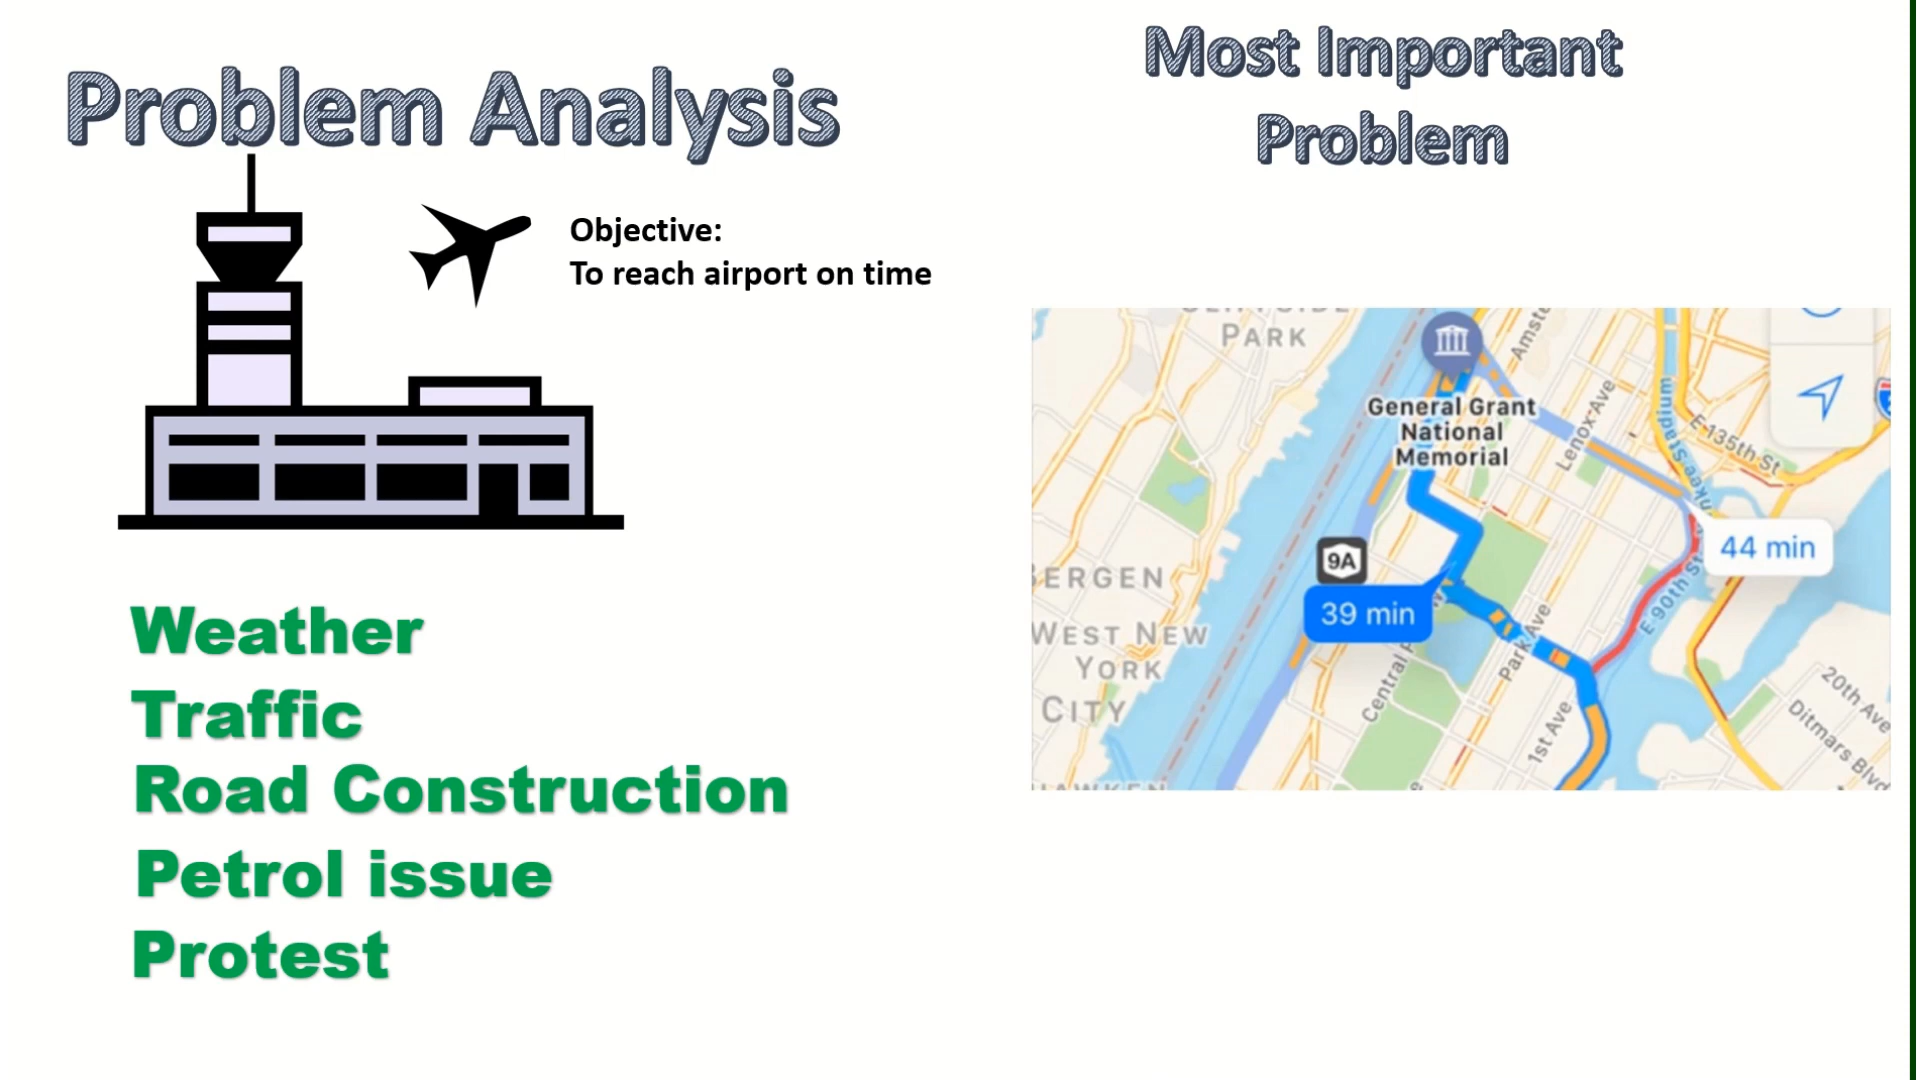 Problem Analysis
Objective:
To reach airport on time
Weather
Traffic
Road Construction
Petrol issue
Protest
Most Important
Problem
PARK
Amste
General Grant
National
Memorial
Lenox Ave
E 135th St
44 min
9A
39 min
E 90th St
BERGEN
WEST NEW
YORK
CITY
Central P
Park Ave
1st Ave
20th Ave
Ditmars Blvd